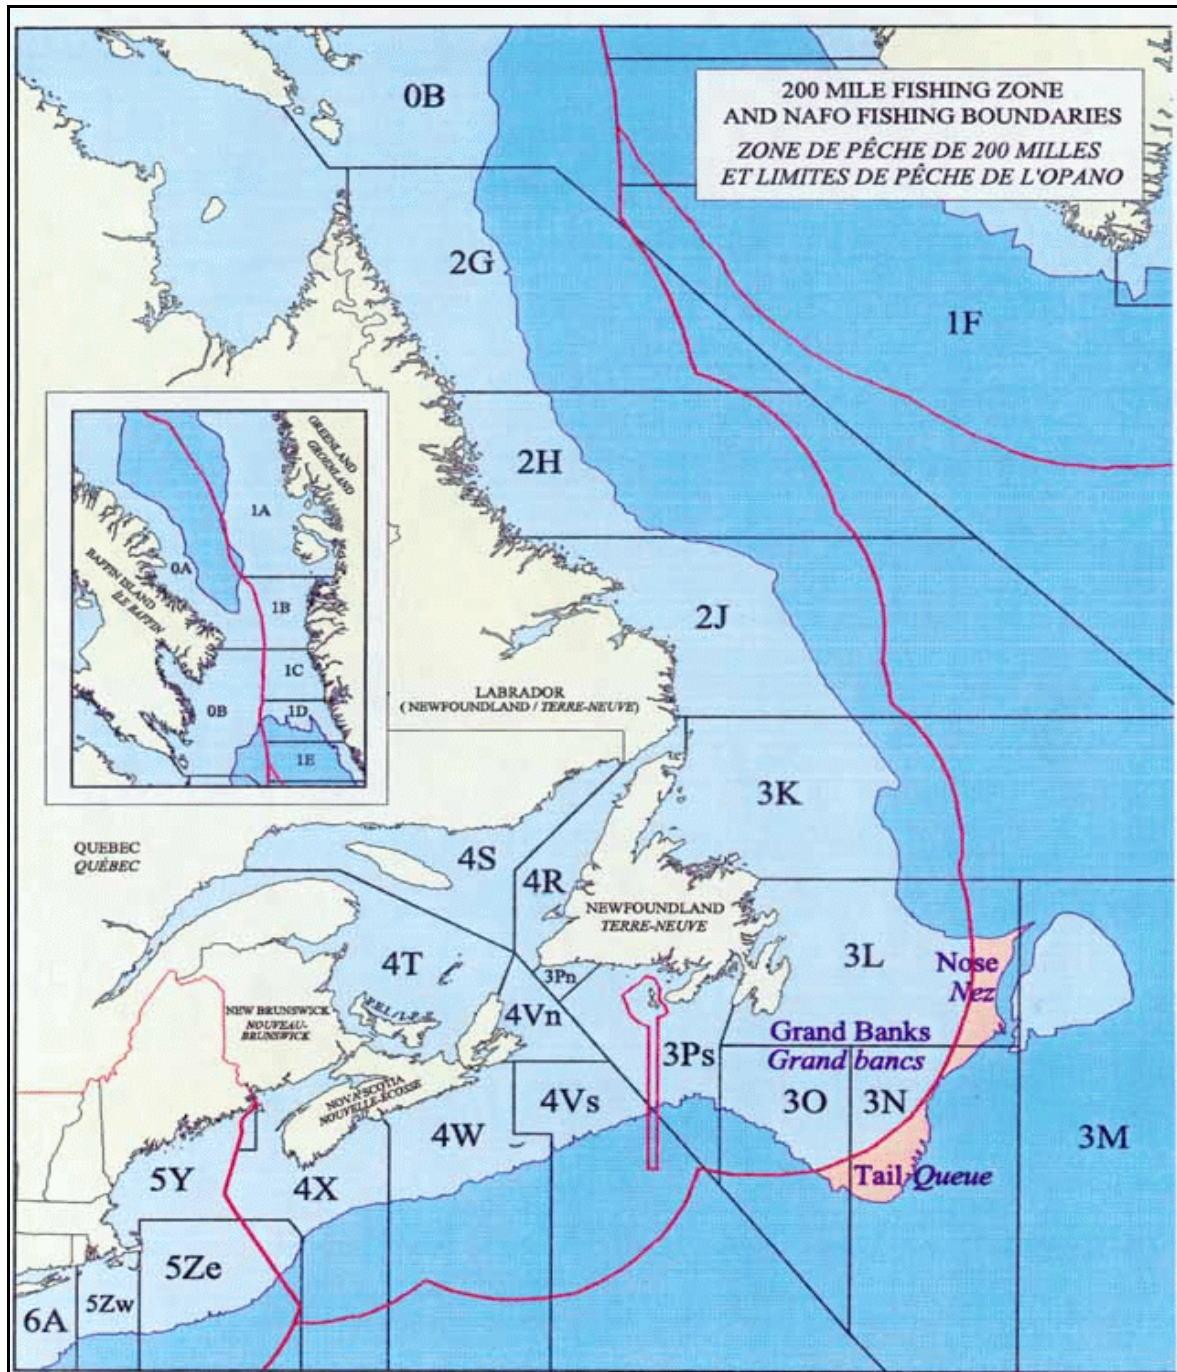 0B
200 MILE FISHING ZONE
AND NAFO FISHING BOUNDARIES
ZONE DE PÊCHE DE 200 MILLES
ET LIMITES DE PÊCHE DE L'OPANO
2G
1F
2H
GREENLAND
GROENLAND
1A
0A
BAFFIN ISLAND
ÎLE BAFFIN
1B
1C
0B
1D
1E
2J
LABRADOR
( NEWFOUNDLAND / TERRE-NEUVE)
3K
QUEBEC
QUÉBEC
4S
4R
NEWFOUNDLAND
TERRE-NEUVE
4T
3Pn
3L
Nose
Nez
P.E.I./I.-P.-É.
NEW BRUNSWICK
NOUVEAU-
BRUNSWICK
4Vn
Grand Banks
Grand bancs
3Ps
NOVA SCOTIA
NOUVELLE-ÉCOSSE
4Vs
3O
3N
4W
3M
5Y
4X
Tail-Queue
5Ze
5Zw
6A